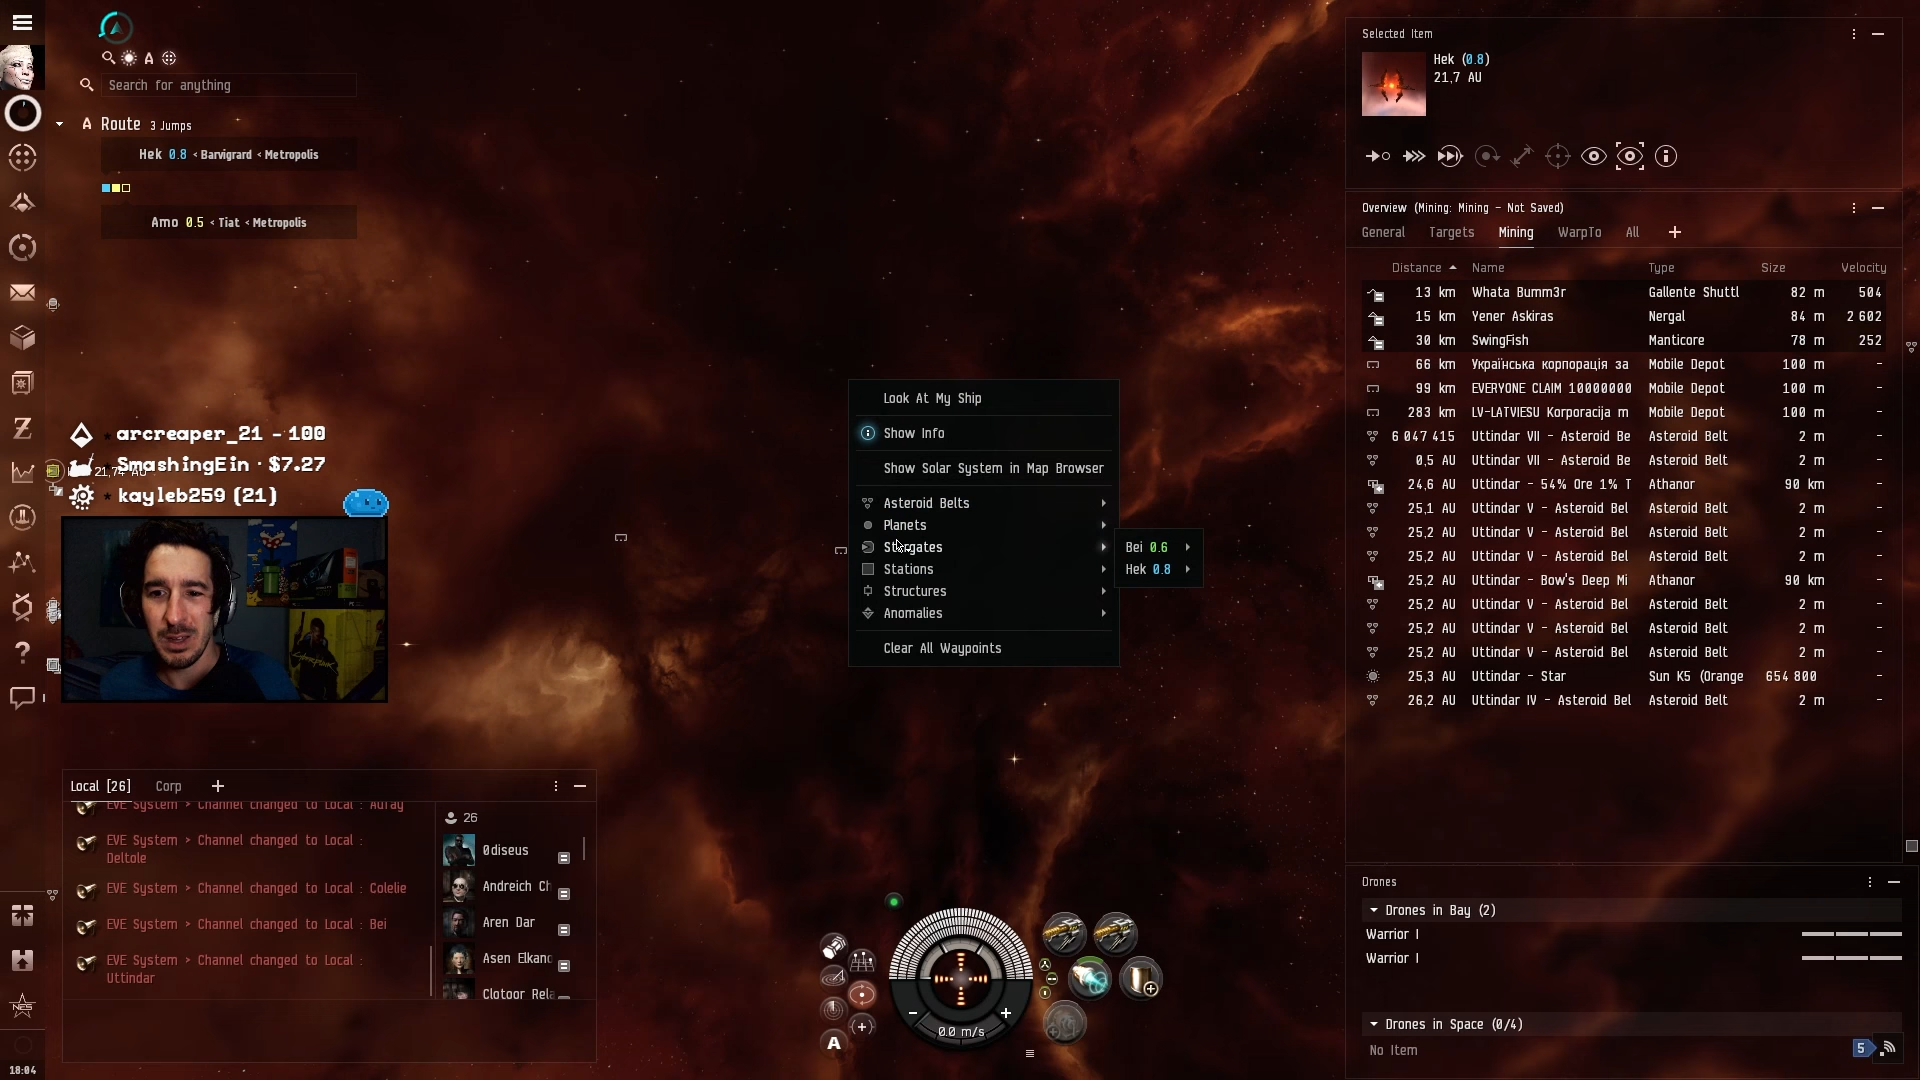 Search for anything
Route 3 Jumps
Hek 0.8 < Barvigrard < Metropolis
Amo 0.5 < Tiat < Metropolis
arcreaper_21 - 100
SmashingEin · $7.27
kayleb259 (21)
Look At My Ship
Show Info
Show Solar System in Map Browser
Asteroid Belts
Planets
Stargates
Stations
Structures
Anomalies
Clear All Waypoints
Bei 0.6
Hek 0.8
Selected Item
Hek (0.8)
21,7 AU
Overview (Mining: Mining - Not Saved)
General Targets Mining WarpTo All
Distance Name Type Size Velocity
13 km Whata Bumm3r Gallente Shuttl 82 m 504
15 km Yener Askiras Nergal 84 m 2 602
30 km SwingFish Manticore 78 m 252
66 km Українська корпорація за Mobile Depot 100 m -
99 km EVERYONE CLAIM 10000000 Mobile Depot 100 m -
283 km LV-LATVIESU Korporacija m Mobile Depot 100 m -
6 047 415 Uttindar VII - Asteroid Be Asteroid Belt 2 m -
0,5 AU Uttindar VII - Asteroid Be Asteroid Belt 2 m -
24,6 AU Uttindar - 54% Ore 1% T Athanor 90 km -
25,1 AU Uttindar V - Asteroid Bel Asteroid Belt 2 m -
25,2 AU Uttindar V - Asteroid Bel Asteroid Belt 2 m -
25,2 AU Uttindar V - Asteroid Bel Asteroid Belt 2 m -
25,2 AU Uttindar - Bow's Deep Mi Athanor 90 km -
25,2 AU Uttindar V - Asteroid Bel Asteroid Belt 2 m -
25,2 AU Uttindar V - Asteroid Bel Asteroid Belt 2 m -
25,2 AU Uttindar V - Asteroid Bel Asteroid Belt 2 m -
25,3 AU Uttindar - Star Sun K5 (Orange 654 800 -
26,2 AU Uttindar IV - Asteroid Bel Asteroid Belt 2 m -
Local [26] Corp
EVE System > Channel changed to Local : Aufay
EVE System > Channel changed to Local :
Deltole
EVE System > Channel changed to Local : Colelie
EVE System > Channel changed to Local : Bei
EVE System > Channel changed to Local :
Uttindar
26
0diseus
Andreich Ch
Aren Dar
Asen Elkano
Clotoor Rela
0.0 m/s
A
Drones
Drones in Bay (2)
Warrior I
Warrior I
Drones in Space (0/4)
No Item
5
NES
18:04